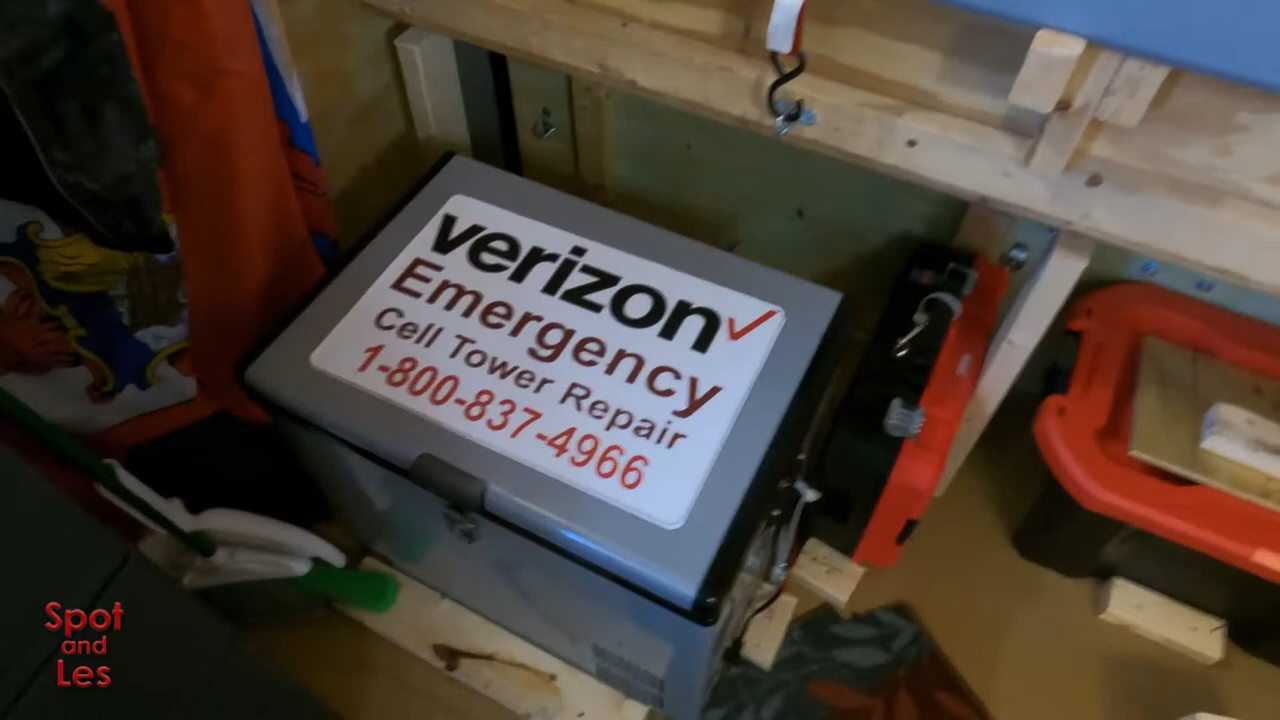 verizon✓
Emergency
Cell Tower Repair
1-800-837-4966
Spot
and
Les